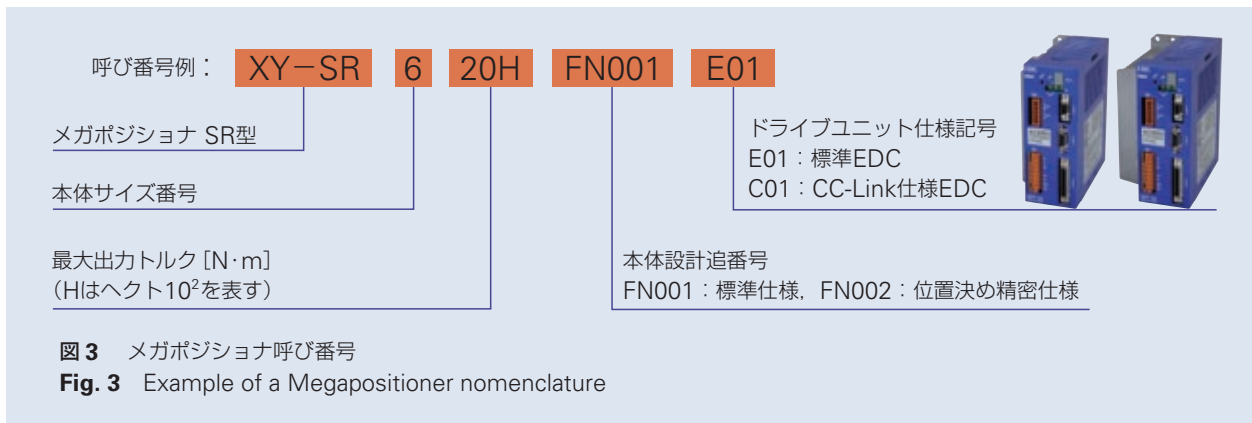 呼び番号例： XY－SR 6 20H FN001 E01
メガポジショナ SR型
本体サイズ番号
最大出力トルク［N·m］
（Hはヘクト10²を表す）
ドライブユニット仕様記号
E01：標準EDC
C01：CC-Link仕様EDC
本体設計追番号
FN001：標準仕様，FN002：位置決め精密仕様
図3 メガポジショナ呼び番号
Fig. 3 Example of a Megapositioner nomenclature